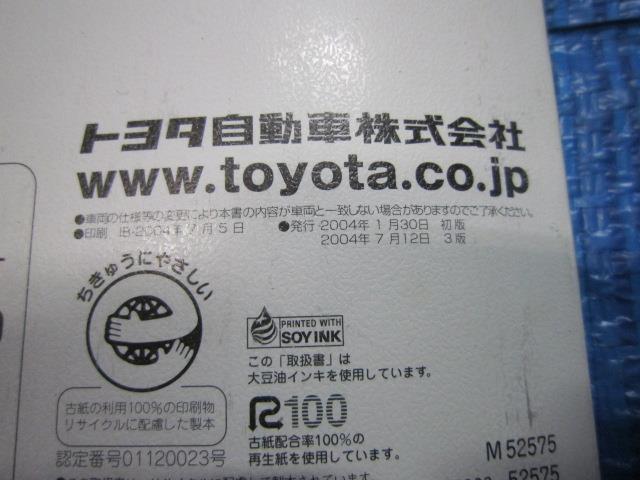 トヨタ自動車株式会社
www.toyota.co.jp
●車両の仕様等の変更により本書の内容が車両と一致しない場合がありますのでご了承ください。
●印刷 IB-2004年7月5日 ●発行 2004年1月30日 初版
2004年7月12日 3版
ちきゅうにやさしい
PRINTED WITH
SOY INK
この「取扱書」は
大豆油インキを使用しています。
古紙の利用100%の印刷物
リサイクルに配慮した製本
R100
古紙配合率100%の
再生紙を使用しています。
認定番号01120023号
M 52575
52575